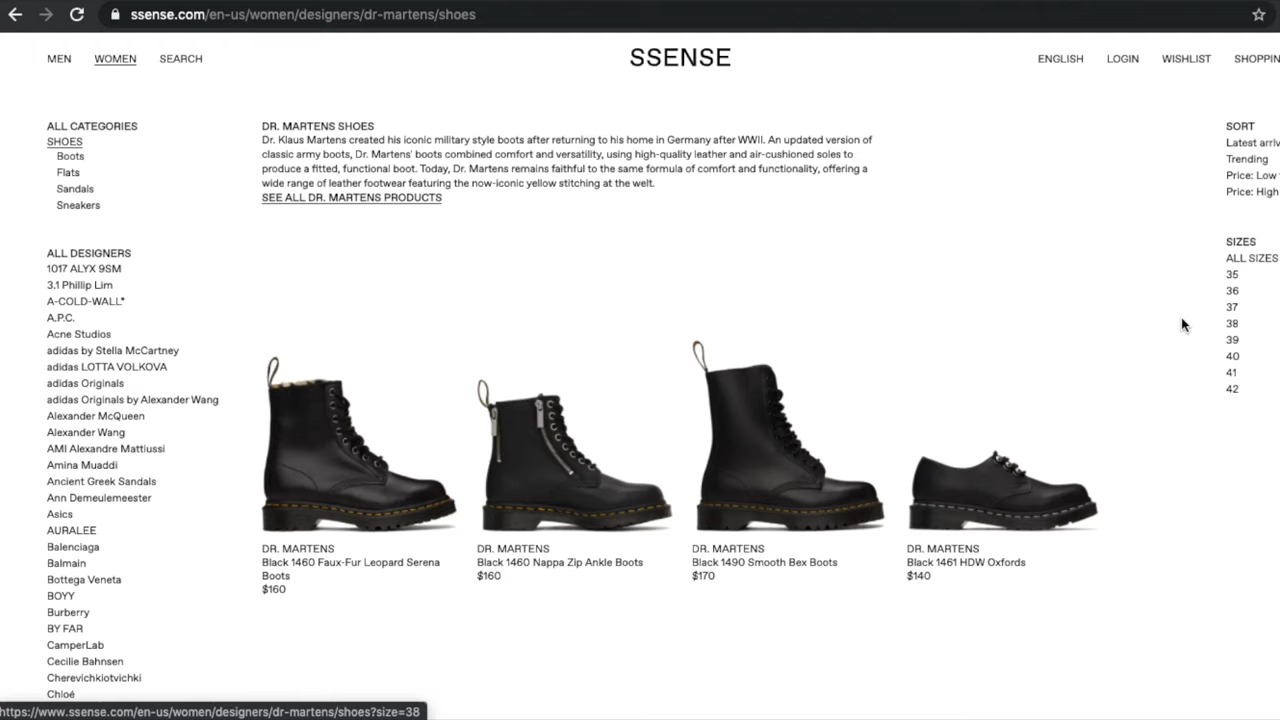 ssense.com/en-us/women/designers/dr-martens/shoes
MEN WOMEN SEARCH
SSENSE
ENGLISH LOGIN WISHLIST SHOPPIN
ALL CATEGORIES
SHOES
Boots
Flats
Sandals
Sneakers
ALL DESIGNERS
1017 ALYX 9SM
3.1 Phillip Lim
A-COLD-WALL*
A.P.C.
Acne Studios
adidas by Stella McCartney
adidas LOTTA VOLKOVA
adidas Originals
adidas Originals by Alexander Wang
Alexander McQueen
Alexander Wang
AMI Alexandre Mattiussi
Amina Muaddi
Ancient Greek Sandals
Ann Demeulemeester
Asics
AURALEE
Balenciaga
Balmain
Bottega Veneta
BOYY
Burberry
BY FAR
CamperLab
Cecilie Bahnsen
Cherevichkiotvichki
Chloé
DR. MARTENS SHOES
Dr. Klaus Martens created his iconic military style boots after returning to his home in Germany after WWII. An updated version of
classic army boots, Dr. Martens' boots combined comfort and versatility, using high-quality leather and air-cushioned soles to
produce a fitted, functional boot. Today, Dr. Martens remains faithful to the same formula of comfort and functionality, offering a
wide range of leather footwear featuring the now-iconic yellow stitching at the welt.
SEE ALL DR. MARTENS PRODUCTS
DR. MARTENS
Black 1460 Faux-Fur Leopard Serena
Boots
$160
DR. MARTENS
Black 1460 Nappa Zip Ankle Boots
$160
DR. MARTENS
Black 1490 Smooth Bex Boots
$170
DR. MARTENS
Black 1461 HDW Oxfords
$140
SORT
Latest arriv
Trending
Price: Low
Price: High
SIZES
ALL SIZES
35
36
37
38
39
40
41
42
https://www.ssense.com/en-us/women/designers/dr-martens/shoes?size=38